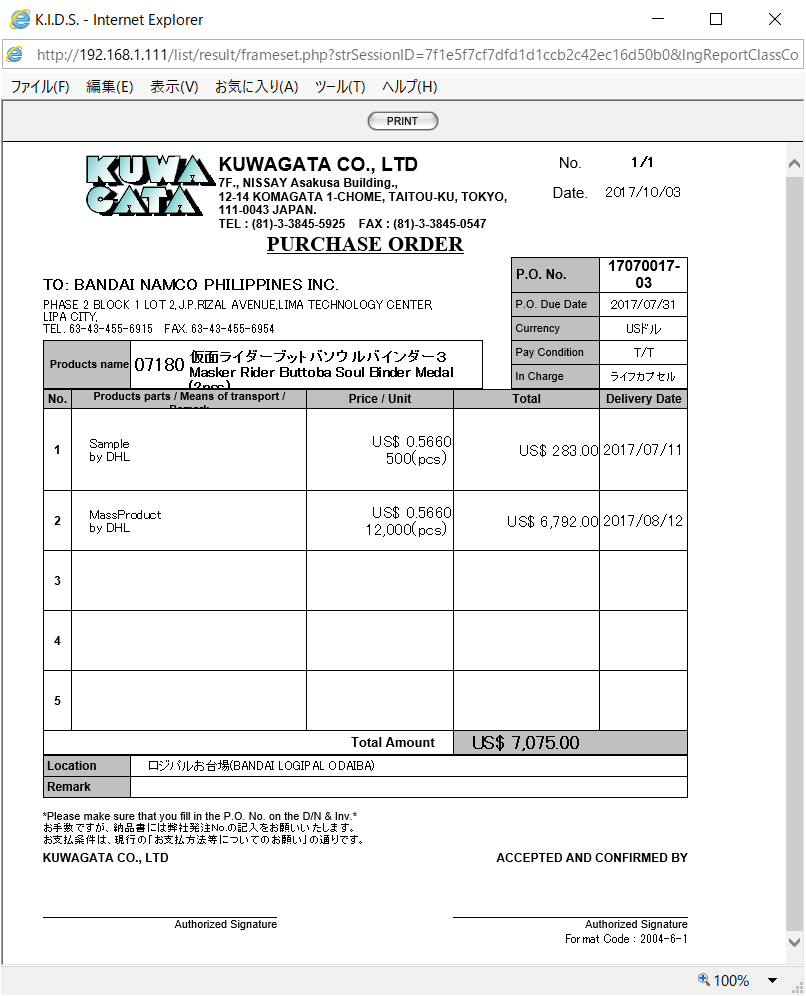 K.I.D.S. - Internet Explorer
http://192.168.1.111/list/result/frameset.php?strSessionID=7f1e5f7cf7dfd1d1ccb2c42ec16d50b0&lngReportClassCo
ファイル(F) 編集(E) 表示(V) お気に入り(A) ツール(T) ヘルプ(H)
PRINT
KUWAGATA
KUWAGATA CO., LTD
7F., NISSAY Asakusa Building.,
12-14 KOMAGATA 1-CHOME, TAITOU-KU, TOKYO,
111-0043 JAPAN.
TEL : (81)-3-3845-5925 FAX : (81)-3-3845-0547
No. 1/1
Date. 2017/10/03
PURCHASE ORDER
TO: BANDAI NAMCO PHILIPPINES INC.
PHASE 2 BLOCK 1 LOT 2,J.P.RIZAL AVENUE,LIMA TECHNOLOGY CENTER,
LIPA CITY,
TEL. 63-43-455-6915 FAX. 63-43-455-6954
P.O. No. 17070017-03
P.O. Due Date 2017/07/31
Currency USドル
Pay Condition T/T
In Charge ライフカプセル
Products name 07180 仮面ライダーブットバソウルバインダー３
Masker Rider Buttoba Soul Binder Medal
(2pcs)
No. Products parts / Means of transport / Remark Price / Unit Total Delivery Date
1 Sample US$ 0.5660 US$ 283.00 2017/07/11
by DHL 500(pcs)
2 MassProduct US$ 0.5660 US$ 6,792.00 2017/08/12
by DHL 12,000(pcs)
3
4
5
Total Amount US$ 7,075.00
Location ロジパルお台場(BANDAI LOGIPAL ODAIBA)
Remark
*Please make sure that you fill in the P.O. No. on the D/N & Inv.*
お手数ですが、納品書には弊社発注No.の記入をお願いいたします。
お支払条件は、現行の「お支払方法等についてのお願い」の通りです。
KUWAGATA CO., LTD ACCEPTED AND CONFIRMED BY
Authorized Signature Authorized Signature
Format Code : 2004-6-1
100%